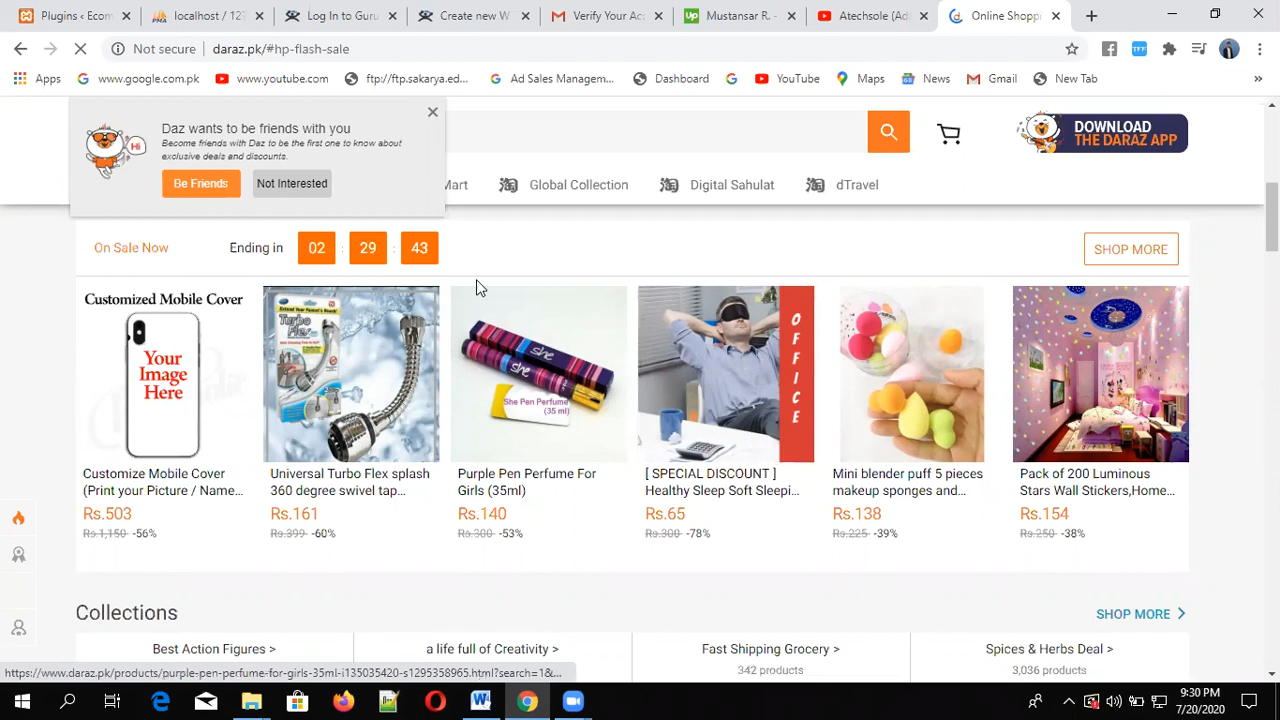 Plugins ‹ Ecom
localhost / 127
Log In to Guru
Create new W
Verify Your Acc
Mustansar R. -
Atechsole (Ad
Online Shoppi
Not secure
daraz.pk/#hp-flash-sale
Apps
www.google.com.pk
www.youtube.com
ftp://ftp.sakarya.ed...
Ad Sales Managem...
Dashboard
YouTube
Maps
News
Gmail
New Tab
»
Hi
Daz wants to be friends with you
Become friends with Daz to be the first one to know about
exclusive deals and discounts.
Be Friends
Not Interested
DOWNLOAD
THE DARAZ APP
Mart
Global Collection
Digital Sahulat
dTravel
On Sale Now
Ending in
02 : 29 : 43
SHOP MORE
Customized Mobile Cover
Your
Image
Here
Turbo
Flex
she
She
She Pen Perfume
(35 ml)
OFFICE
Customize Mobile Cover
(Print your Picture / Name...
Rs.503
Rs.1,150 -56%
Universal Turbo Flex splash
360 degree swivel tap...
Rs.161
Rs.399 -60%
Purple Pen Perfume For
Girls (35ml)
Rs.140
Rs.300 -53%
[ SPECIAL DISCOUNT ]
Healthy Sleep Soft Sleepi...
Rs.65
Rs.300 -78%
Mini blender puff 5 pieces
makeup sponges and...
Rs.138
Rs.225 -39%
Pack of 200 Luminous
Stars Wall Stickers,Home...
Rs.154
Rs.250 -38%
Collections
SHOP MORE
Best Action Figures >
a life full of Creativity >
Fast Shipping Grocery >
342 products
Spices & Herbs Deal >
3,036 products
https://www.daraz.pk/products/purple-pen-perfume-for-girls-35ml-i135035420-s1295358965.html?search=1&...
9:30 PM
7/20/2020